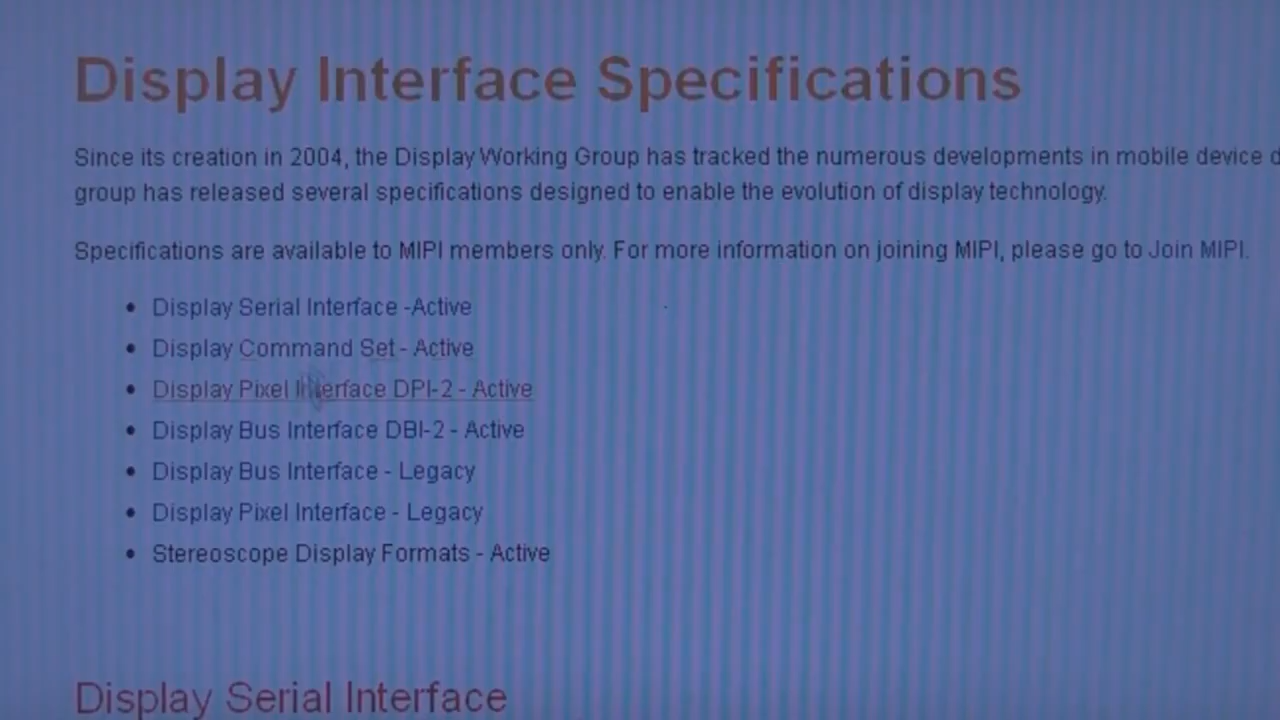 Display Interface Specifications
Since its creation in 2004, the Display Working Group has tracked the numerous developments in mobile device
group has released several specifications designed to enable the evolution of display technology.
Specifications are available to MIPI members only. For more information on joining MIPI, please go to Join MIPI.
• Display Serial Interface -Active
• Display Command Set - Active
• Display Pixel Interface DPI-2 - Active
• Display Bus Interface DBI-2 - Active
• Display Bus Interface - Legacy
• Display Pixel Interface - Legacy
• Stereoscope Display Formats - Active
Display Serial Interface